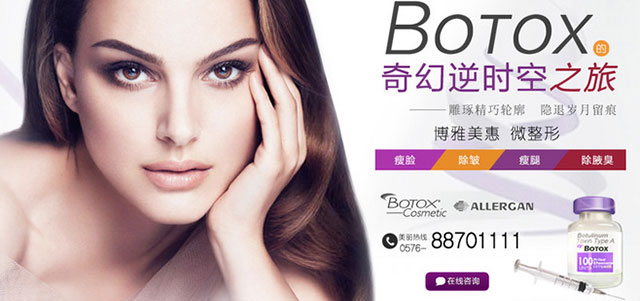 BOTOX的
奇幻逆时空之旅
——雕琢精巧轮廓 隐退岁月留痕
博雅美惠 微整形
瘦脸 除皱 瘦腿 除腋臭
BOTOX® Cosmetic ALLERGAN
美丽热线 0576- 88701111
在线咨询
Botulinum
Toxin Type A
BOTOX
100